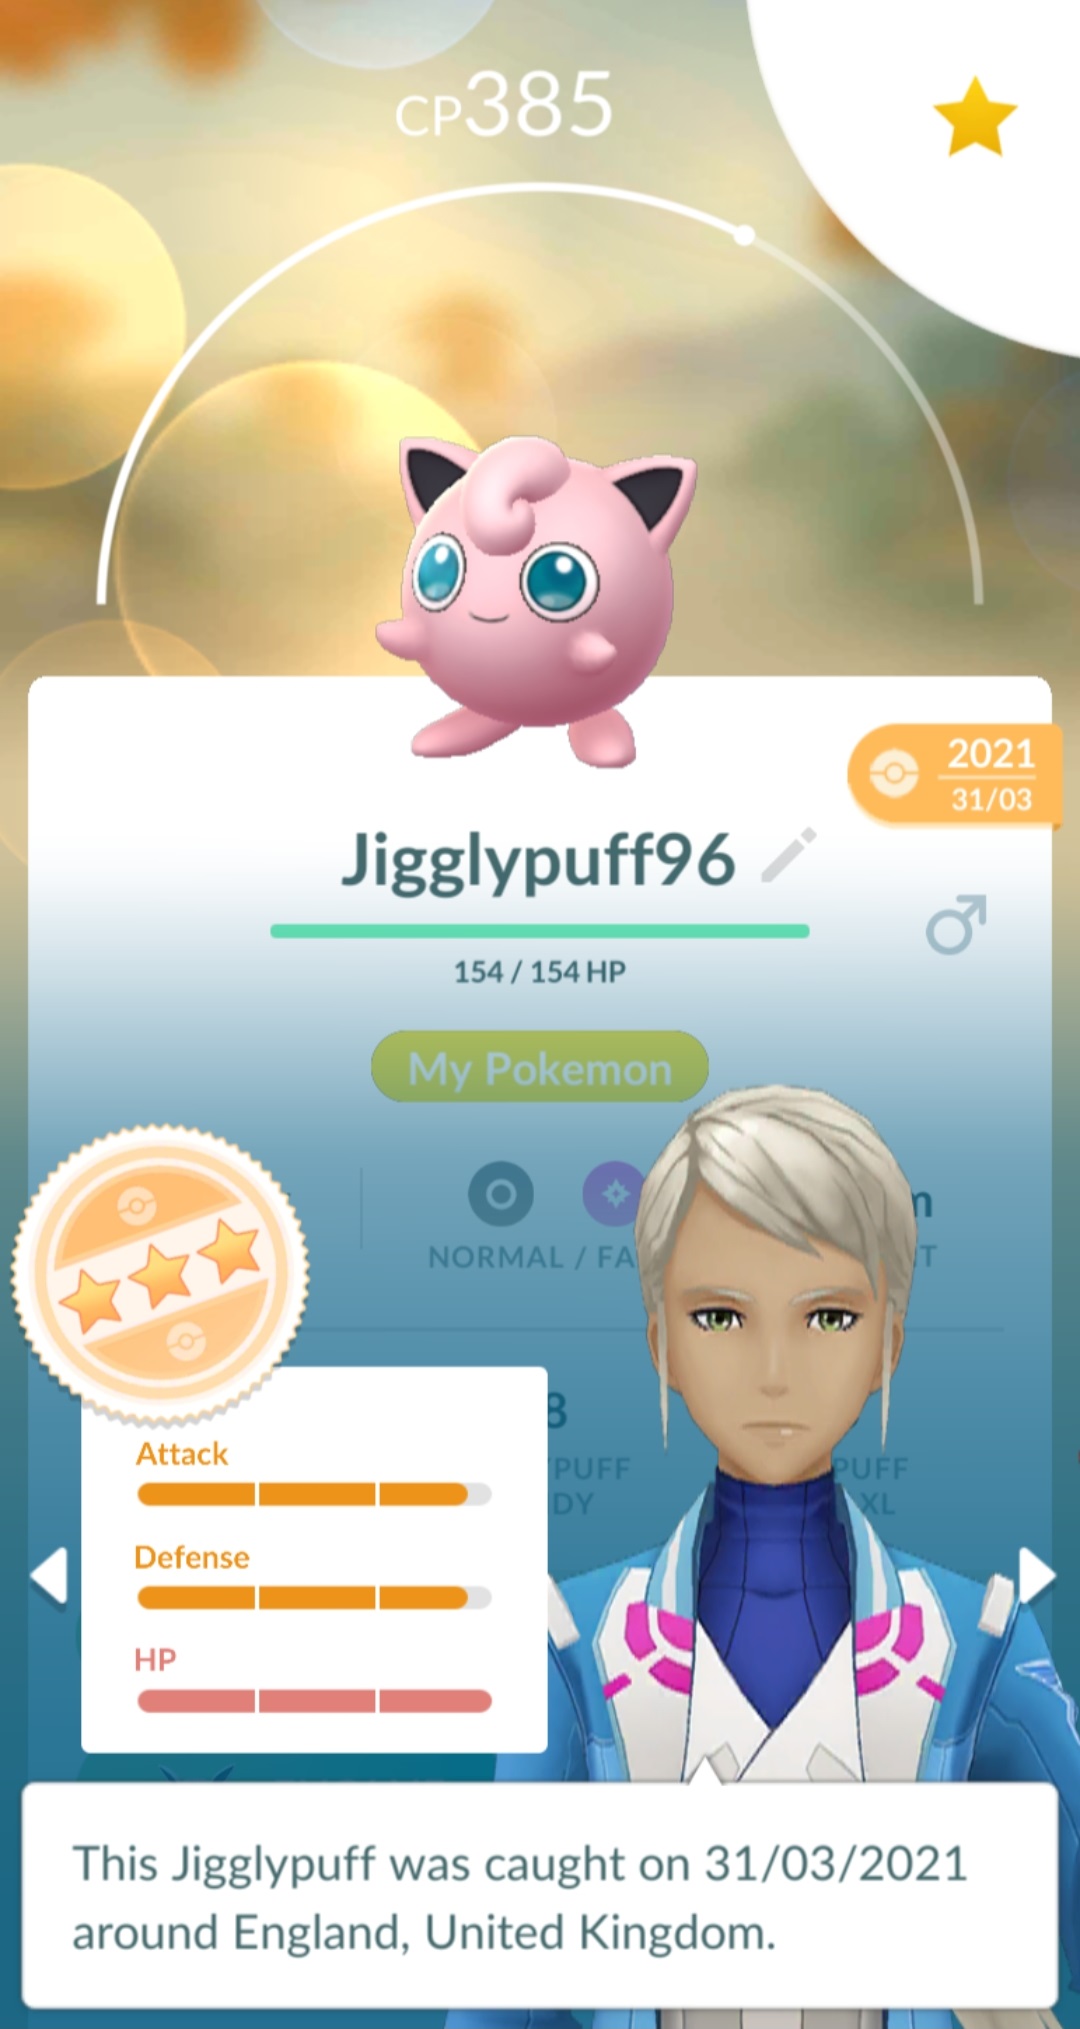 CP385
2021
31/03
Jigglypuff96
154 / 154 HP
My Pokemon
NORMAL /
Attack
Defense
HP
This Jigglypuff was caught on 31/03/2021
around England, United Kingdom.